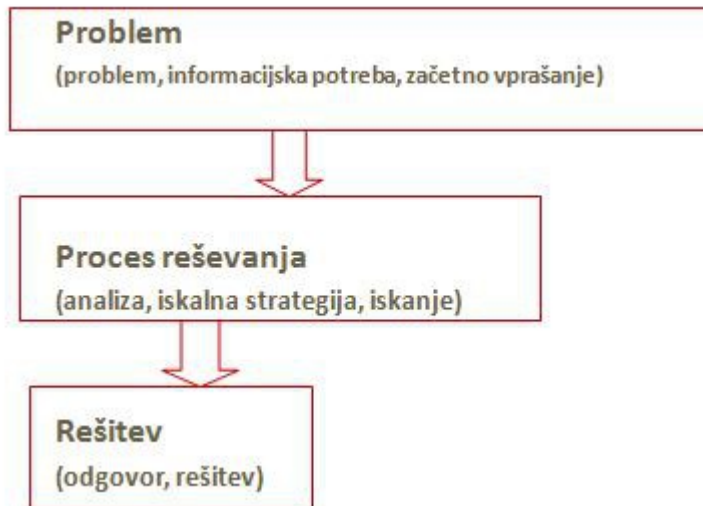 Problem
(problem, informacijska potreba, začetno vprašanje)
Proces reševanja
(analiza, iskalna strategija, iskanje)
Rešitev
(odgovor, rešitev)